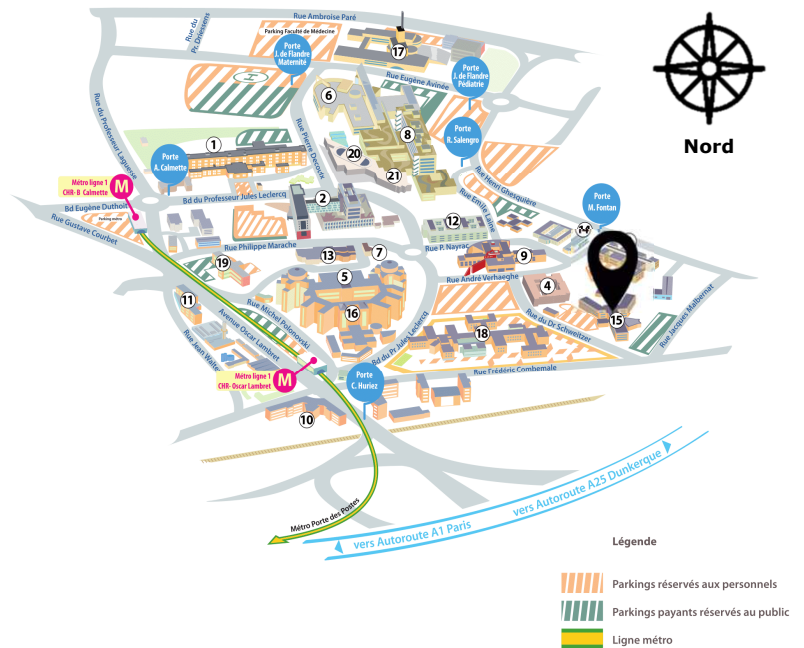 Rue Ambroise Paré
Rue du
Pr. Driessens
Parking Faculté de Médecine
17
Porte
J. de Flandre
Maternité
Porte
J. de Flandre
Pédiatrie
Rue Eugène Avinée
H
6
Rue du Professeur Laguesse
Rue Pierre Decoulx
Porte
R. Salengro
8
1
20
Porte
A. Calmette
21
Rue Henri Ghesquière
Métro ligne 1
CHR-B Calmette
M
Bd du Professeur Jules Leclercq
2
Rue Emile Laine
Porte
M. Fontan
Bd Eugène Duthoit
Parking métro
Rue Gustave Courbet
12
14
Rue Philippe Marache
13
7
Rue P. Nayrac
9
19
5
Rue André Verhaeghe
4
11
Rue Michel Polonovski
16
15
Avenue Oscar Lambret
18
Rue du Dr Schweitzer
Rue Jacques Malbernat
Rue Jean Walter
Bd du Pr Jules Leclercq
Métro ligne 1
CHR- Oscar Lambret
M
Porte
C. Huriez
Rue Frédéric Combemale
10
Métro Porte des Postes
vers Autoroute A1 Paris
vers Autoroute A25 Dunkerque
Nord
Légende
Parkings réservés aux personnels
Parkings payants réservés au public
Ligne métro